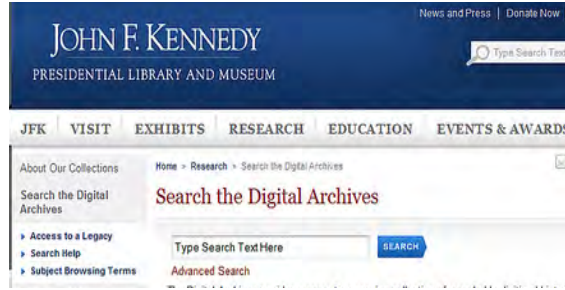 News and Press | Donate Now
JOHN F. KENNEDY
Type Search Text
PRESIDENTIAL LIBRARY AND MUSEUM
JFK VISIT EXHIBITS RESEARCH EDUCATION EVENTS & AWARDS
About Our Collections
Home > Research > Search the Digital Archives
Search the Digital Archives
Search the Digital Archives
Access to a Legacy
Search Help
Subject Browsing Terms
Type Search Text Here
SEARCH
Advanced Search